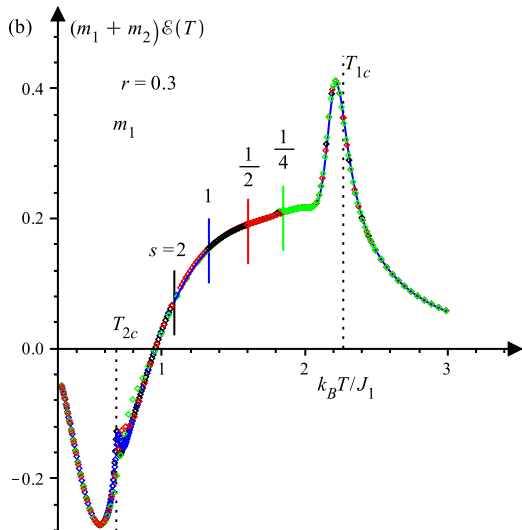 (b) (m₁ + m₂) ℰ(T)
0.4
r = 0.3
T₁c
m₁
1/4
1/2
1
0.2
s = 2
T₂c
0.0
1
2
3
k_B T/J₁
−0.2